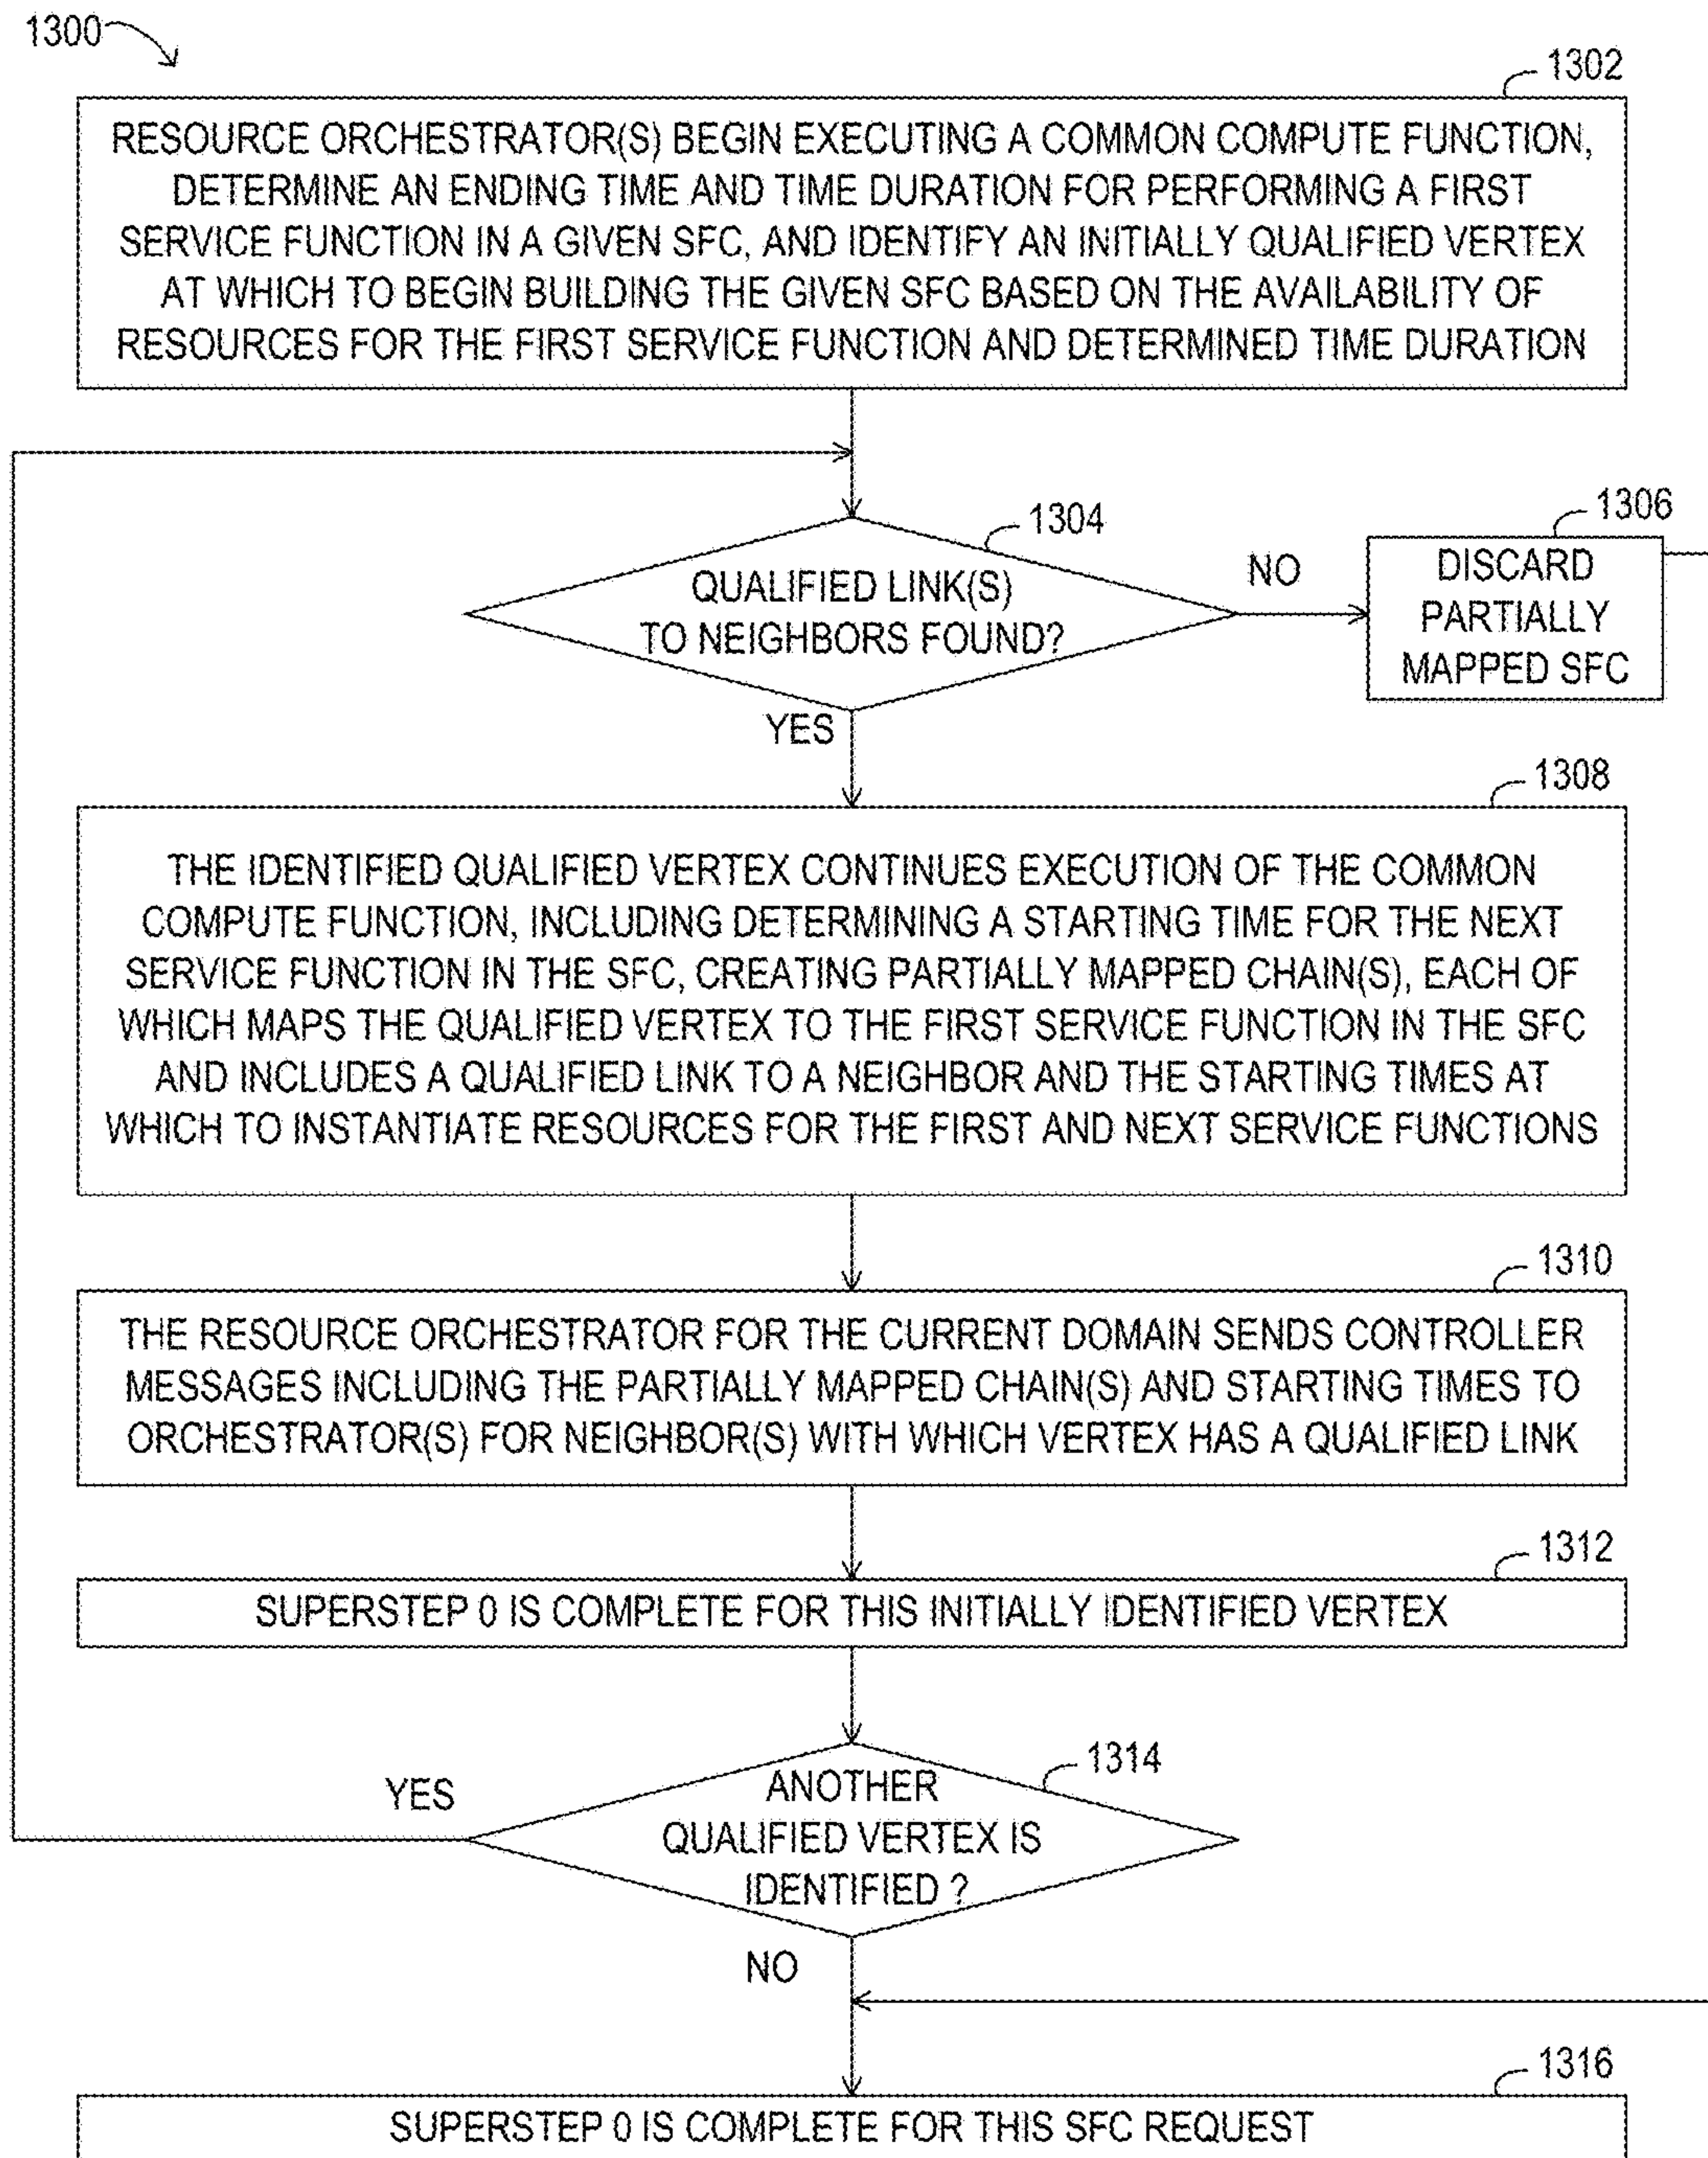 1300
1302
RESOURCE ORCHESTRATOR(S) BEGIN EXECUTING A COMMON COMPUTE FUNCTION,
DETERMINE AN ENDING TIME AND TIME DURATION FOR PERFORMING A FIRST
SERVICE FUNCTION IN A GIVEN SFC, AND IDENTIFY AN INITIALLY QUALIFIED VERTEX
AT WHICH TO BEGIN BUILDING THE GIVEN SFC BASED ON THE AVAILABILITY OF
RESOURCES FOR THE FIRST SERVICE FUNCTION AND DETERMINED TIME DURATION
1304
QUALIFIED LINK(S)
TO NEIGHBORS FOUND?
NO
1306
DISCARD
PARTIALLY
MAPPED SFC
YES
1308
THE IDENTIFIED QUALIFIED VERTEX CONTINUES EXECUTION OF THE COMMON
COMPUTE FUNCTION, INCLUDING DETERMINING A STARTING TIME FOR THE NEXT
SERVICE FUNCTION IN THE SFC, CREATING PARTIALLY MAPPED CHAIN(S), EACH OF
WHICH MAPS THE QUALIFIED VERTEX TO THE FIRST SERVICE FUNCTION IN THE SFC
AND INCLUDES A QUALIFIED LINK TO A NEIGHBOR AND THE STARTING TIMES AT
WHICH TO INSTANTIATE RESOURCES FOR THE FIRST AND NEXT SERVICE FUNCTIONS
1310
THE RESOURCE ORCHESTRATOR FOR THE CURRENT DOMAIN SENDS CONTROLLER
MESSAGES INCLUDING THE PARTIALLY MAPPED CHAIN(S) AND STARTING TIMES TO
ORCHESTRATOR(S) FOR NEIGHBOR(S) WITH WHICH VERTEX HAS A QUALIFIED LINK
1312
SUPERSTEP 0 IS COMPLETE FOR THIS INITIALLY IDENTIFIED VERTEX
1314
YES
ANOTHER
QUALIFIED VERTEX IS
IDENTIFIED ?
NO
1316
SUPERSTEP 0 IS COMPLETE FOR THIS SFC REQUEST